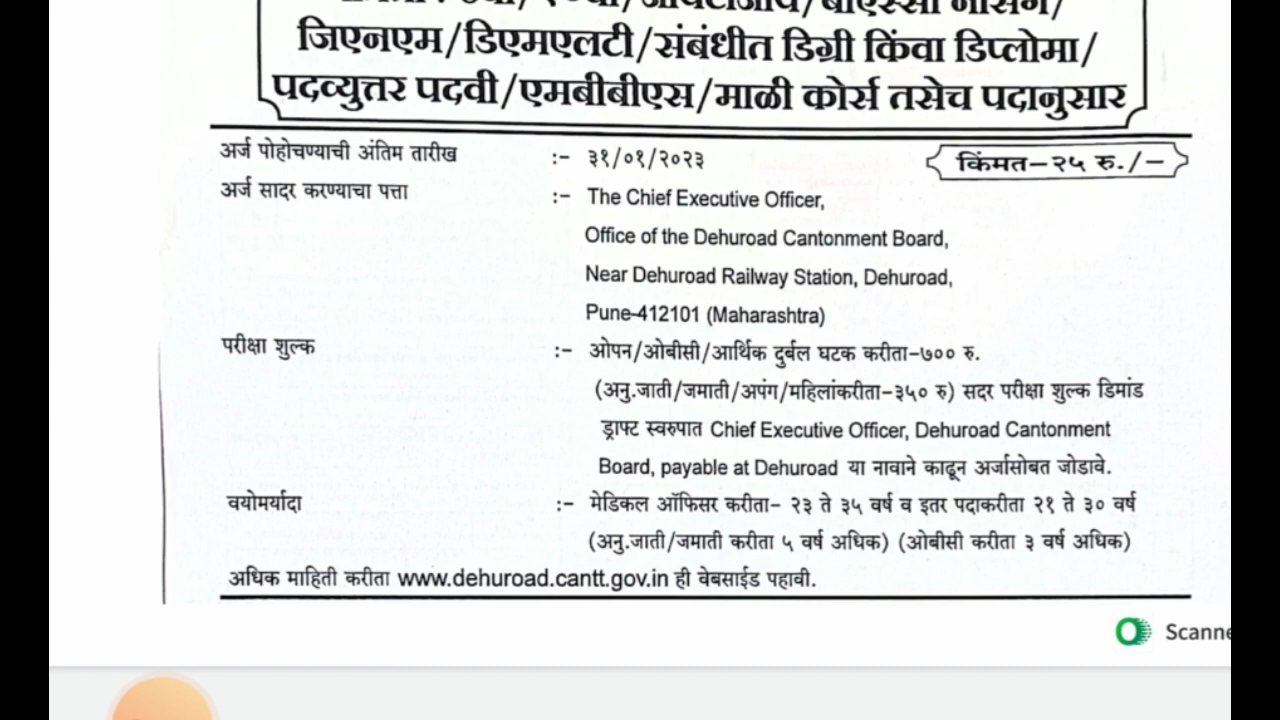 जिएनएम/डिएमएलटी/संबंधीत डिग्री किंवा डिप्लोमा/
पदव्युत्तर पदवी/एमबीबीएस/माळी कोर्स तसेच पदानुसार
अर्ज पोहोचण्याची अंतिम तारीख :- ३१/०१/२०२३ किंमत-२५ रु./-
अर्ज सादर करण्याचा पत्ता :- The Chief Executive Officer,
Office of the Dehuroad Cantonment Board,
Near Dehuroad Railway Station, Dehuroad,
Pune-412101 (Maharashtra)
परीक्षा शुल्क :- ओपन/ओबीसी/आर्थिक दुर्बल घटक करीता-७०० रु.
(अनु.जाती/जमाती/अपंग/महिलांकरीता-३५० रु) सदर परीक्षा शुल्क डिमांड
ड्राफ्ट स्वरुपात Chief Executive Officer, Dehuroad Cantonment
Board, payable at Dehuroad या नावाने काढून अर्जासोबत जोडावे.
वयोमर्यादा :- मेडिकल ऑफिसर करीता- २३ ते ३५ वर्ष व इतर पदाकरीता २१ ते ३० वर्ष
(अनु.जाती/जमाती करीता ५ वर्ष अधिक) (ओबीसी करीता ३ वर्ष अधिक)
अधिक माहिती करीता www.dehuroad.cantt.gov.in ही वेबसाईड पहावी.